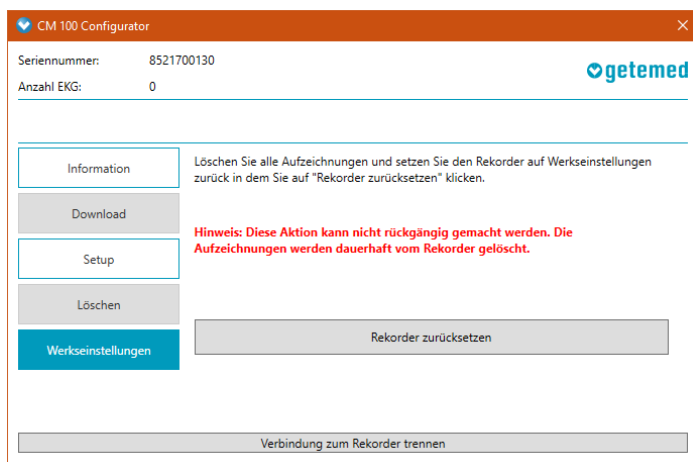 CM 100 Configurator
Seriennummer: 8521700130
Anzahl EKG: 0
getemed
Information
Download
Setup
Löschen
Werkseinstellungen
Löschen Sie alle Aufzeichnungen und setzen Sie den Rekorder auf Werkseinstellungen
zurück in dem Sie auf "Rekorder zurücksetzen" klicken.
Hinweis: Diese Aktion kann nicht rückgängig gemacht werden. Die
Aufzeichnungen werden dauerhaft vom Rekorder gelöscht.
Rekorder zurücksetzen
Verbindung zum Rekorder trennen